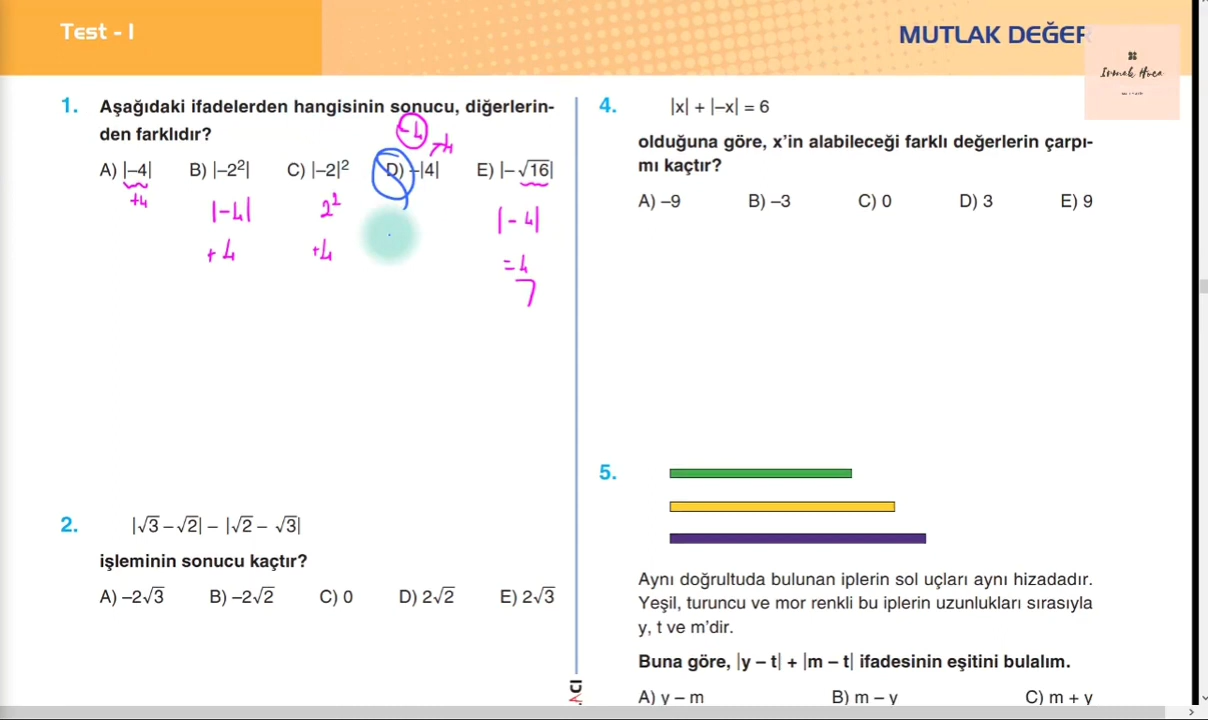 Test - I
MUTLAK DEĞER
Irmak Hoca
1. Aşağıdaki ifadelerden hangisinin sonucu, diğerlerin-
den farklıdır?
-4
+4
A) |–4| B) |–2²| C) |–2|² D) –|4| E) |–√16|
+4 |-4| 2² |-4|
+4 +4 =4
2. |√3 – √2| – |√2 – √3|
işleminin sonucu kaçtır?
A) –2√3 B) –2√2 C) 0 D) 2√2 E) 2√3
4. |x| + |–x| = 6
olduğuna göre, x'in alabileceği farklı değerlerin çarpı-
mı kaçtır?
A) –9 B) –3 C) 0 D) 3 E) 9
5.
Aynı doğrultuda bulunan iplerin sol uçları aynı hizadadır.
Yeşil, turuncu ve mor renkli bu iplerin uzunlukları sırasıyla
y, t ve m'dir.
Buna göre, |y – t| + |m – t| ifadesinin eşitini bulalım.
A) y – m B) m – y C) m + y